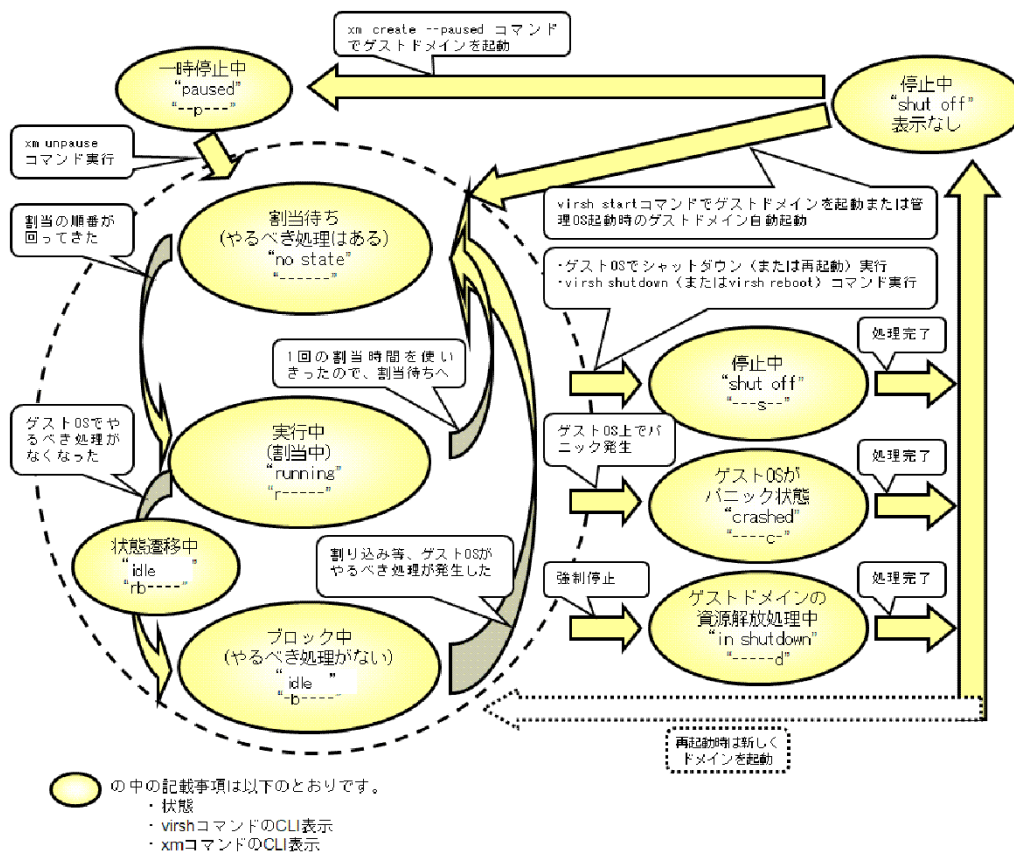 xm create --paused コマンド
でゲストドメインを起動
一時停止中
"paused"
"--p---"
停止中
"shut off"
表示なし
xm unpause
コマンド実行
割当の順番が
回ってきた
割当待ち
(やるべき処理はある)
"no state"
"------"
virsh startコマンドでゲストドメインを起動または管
理OS起動時のゲストドメイン自動起動
・ゲストOSでシャットダウン（または再起動）実行
・virsh shutdown（またはvirsh reboot）コマンド実行
1回の割当時間を使い
きったので、割当待ちへ
停止中
"shut off"
"---s--"
処理完了
ゲストOSでや
るべき処理が
なくなった
実行中
(割当中)
"running"
"r-----"
ゲストOS上でパ
ニック発生
ゲストOSが
パニック状態
"crashed"
"----c-"
処理完了
状態遷移中
"idle"
"rb----"
割り込み等、ゲストOSが
やるべき処理が発生した
強制停止
ゲストドメインの
資源解放処理中
"in shutdown"
"-----d"
処理完了
ブロック中
(やるべき処理がない)
"idle "
"-b----"
再起動時は新しく
ドメインを起動
の中の記載事項は以下のとおりです。
・状態
・virshコマンドのCLI表示
・xmコマンドのCLI表示